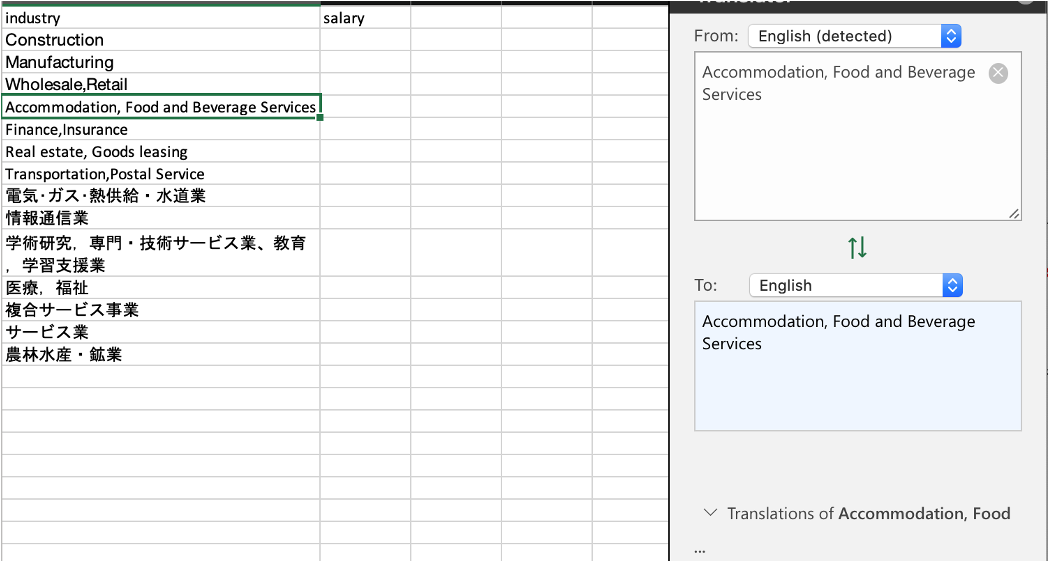 industry salary
Construction
Manufacturing
Wholesale,Retail
Accommodation, Food and Beverage Services
Finance,Insurance
Real estate, Goods leasing
Transportation,Postal Service
電気･ガス･熱供給・水道業
情報通信業
学術研究，専門・技術サービス業、教育
，学習支援業
医療，福祉
複合サービス事業
サービス業
農林水産・鉱業
Translator
From: English (detected)
Accommodation, Food and Beverage
Services
To: English
Accommodation, Food and Beverage
Services
Translations of Accommodation, Food
...